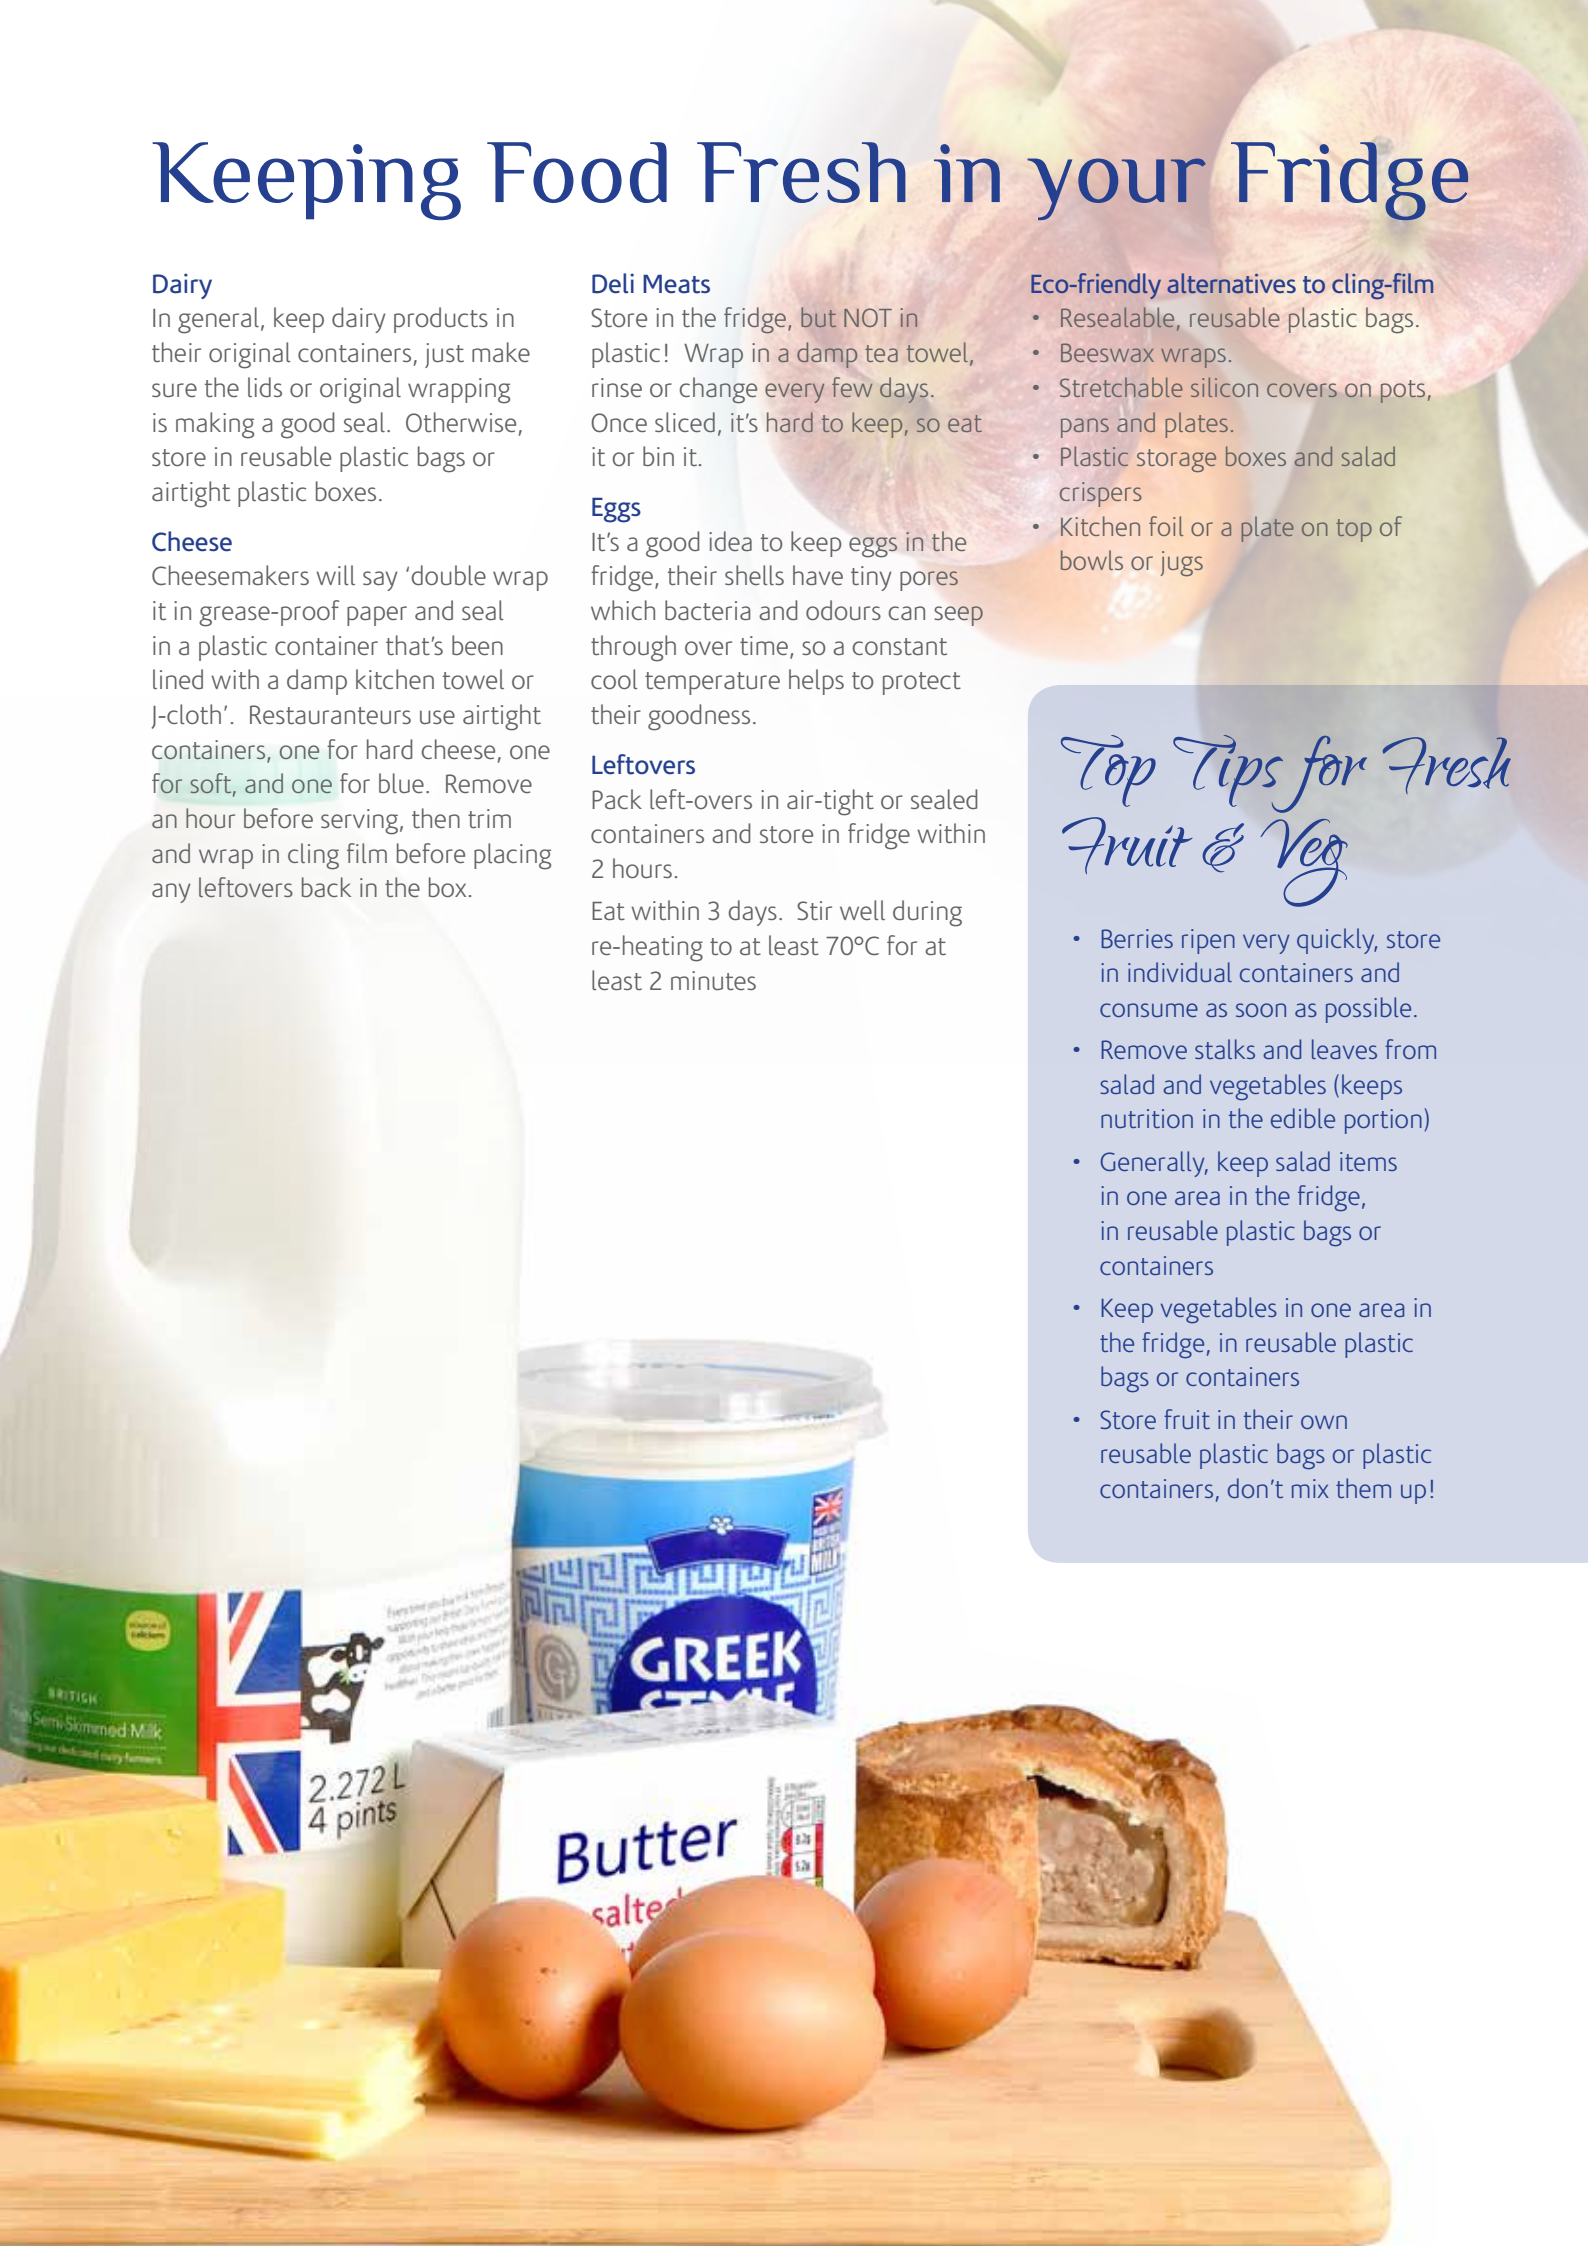 Keeping Food Fresh in your Fridge
Dairy
In general, keep dairy products in
their original containers, just make
sure the lids or original wrapping
is making a good seal.  Otherwise,
store in reusable plastic bags or
airtight plastic boxes.
Cheese
Cheesemakers will say ‘double wrap
it in grease-proof paper and seal
in a plastic container that’s been
lined with a damp kitchen towel or
J-cloth’.  Restauranteurs use airtight
containers, one for hard cheese, one
for soft, and one for blue.  Remove
an hour before serving, then trim
and wrap in cling film before placing
any leftovers back in the box.
Deli Meats
Store in the fridge, but NOT in
plastic!  Wrap in a damp tea towel,
rinse or change every few days.
Once sliced, it’s hard to keep, so eat
it or bin it.
Eggs
It’s a good idea to keep eggs in the
fridge, their shells have tiny pores
which bacteria and odours can seep
through over time, so a constant
cool temperature helps to protect
their goodness.
Leftovers
Pack left-overs in air-tight or sealed
containers and store in fridge within
2 hours.
Eat within 3 days.  Stir well during
re-heating to at least 70°C for at
least 2 minutes
Eco-friendly alternatives to cling-film
• Resealable, reusable plastic bags.
• Beeswax wraps.
• Stretchable silicon covers on pots,
pans and plates.
• Plastic storage boxes and salad
crispers
• Kitchen foil or a plate on top of
bowls or jugs
Top Tips for Fresh
Fruit & Veg
• Berries ripen very quickly, store
in individual containers and
consume as soon as possible.
• Remove stalks and leaves from
salad and vegetables (keeps
nutrition in the edible portion)
• Generally, keep salad items
in one area in the fridge,
in reusable plastic bags or
containers
• Keep vegetables in one area in
the fridge, in reusable plastic
bags or containers
• Store fruit in their own
reusable plastic bags or plastic
containers, don’t mix them up!
source of
calcium
BRITISH
Semi-Skimmed Milk
2.272 L
4 pints
BRITISH
MILK
GREEK
STYLE
Butter
salted